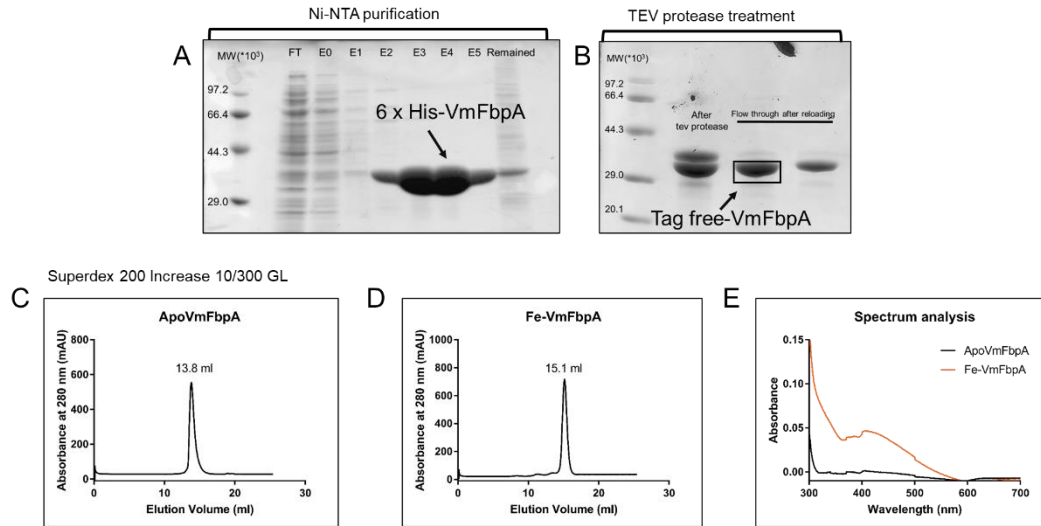 Ni-NTA purification
TEV protease treatment
A
MW(*10³)
FT E0 E1 E2 E3 E4 E5 Remained
97.2
66.4
44.3
29.0
6 x His-VmFbpA
B
MW(*10³)
97.2
66.4
44.3
29.0
20.1
After
tev protease
Flow through after reloading
Tag free-VmFbpA
Superdex 200 Increase 10/300 GL
C
ApoVmFbpA
Absorbance at 280 nm (mAU)
800
600
400
200
0
13.8 ml
0 10 20 30
Elution Volume (ml)
D
Fe-VmFbpA
Absorbance at 280 nm (mAU)
1000
800
600
400
200
0
15.1 ml
0 10 20 30
Elution Volume (ml)
E
Spectrum analysis
Absorbance
0.15
0.10
0.05
0.00
ApoVmFbpA
Fe-VmFbpA
300 400 500 600 700
Wavelength (nm)